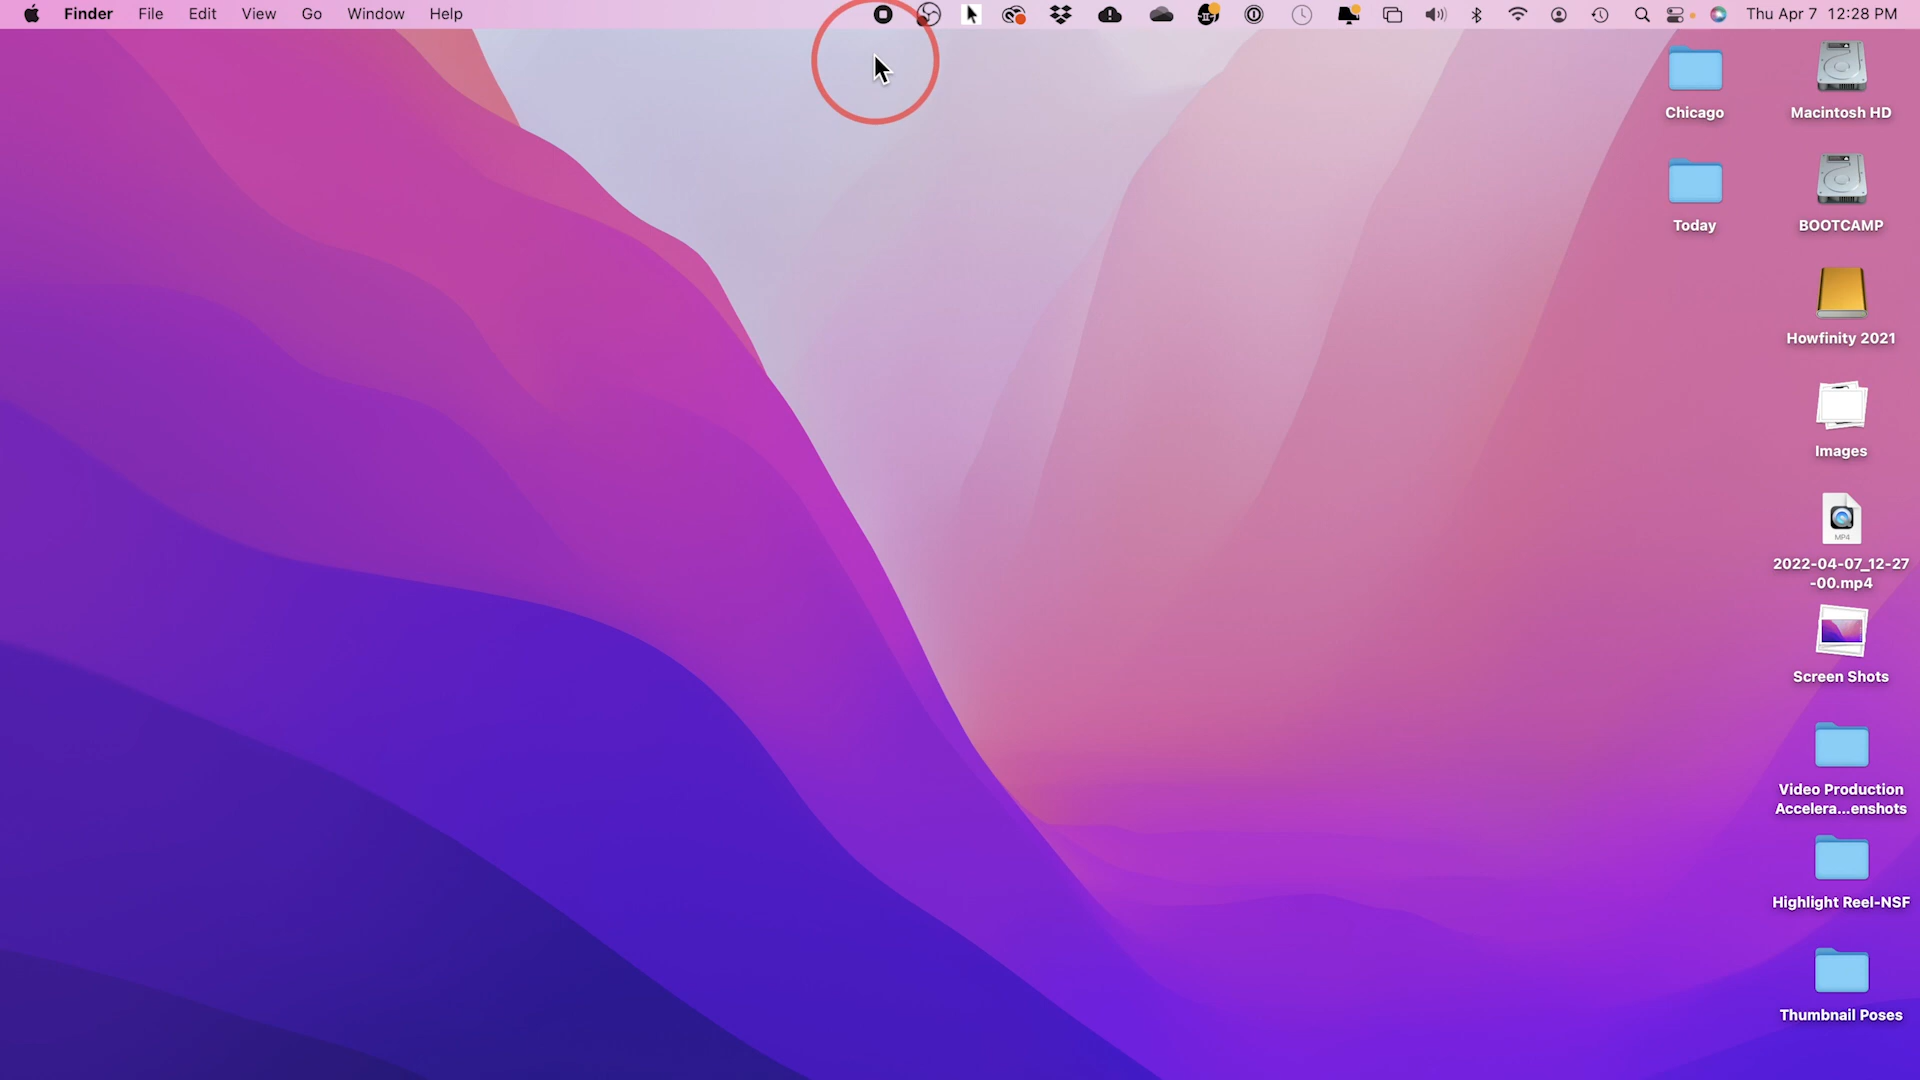 Finder File Edit View Go Window Help Thu Apr 7 12:28 PM
Chicago
Macintosh HD
Today
BOOTCAMP
Howfinity 2021
Images
MP4
2022-04-07_12-27
-00.mp4
Screen Shots
Video Production
Accelera...enshots
Highlight Reel-NSF
Thumbnail Poses